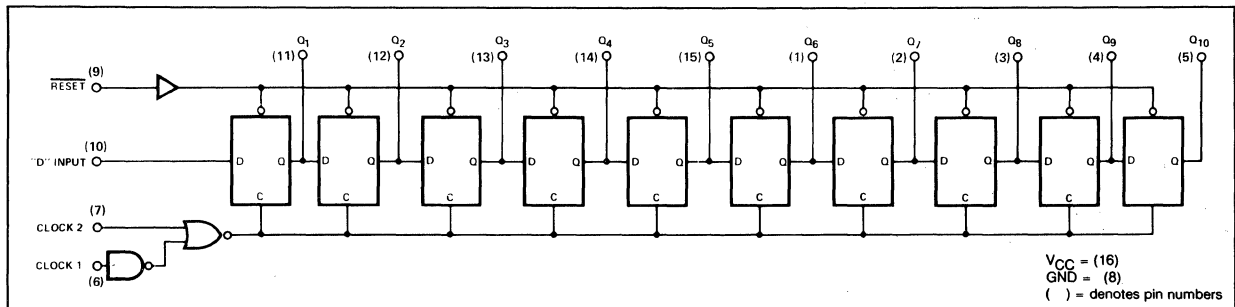 Q1 Q2 Q3 Q4 Q5 Q6 Q7 Q8 Q9 Q10
(11) (12) (13) (14) (15) (1) (2) (3) (4) (5)
(9)
RESET
(10)
"D" INPUT
D Q D Q D Q D Q D Q D Q D Q D Q D Q D Q
C C C C C C C C C
(7)
CLOCK 2
CLOCK 1
(6)
VCC = (16)
GND = (8)
( ) = denotes pin numbers